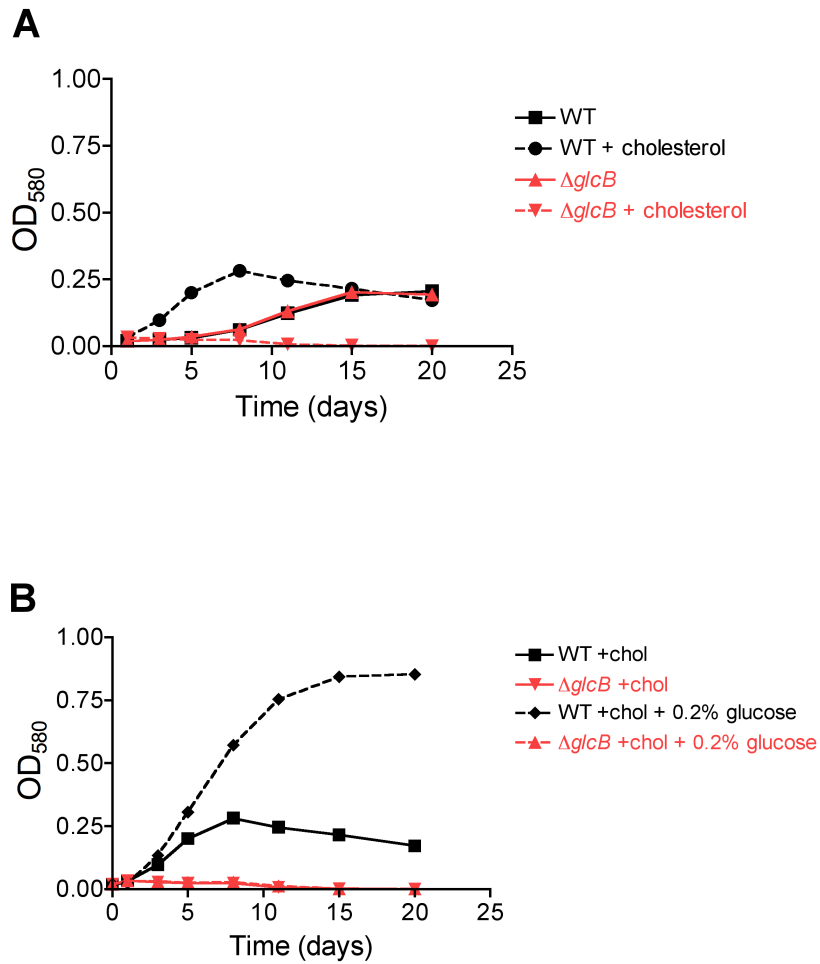 A
1.00
0.75
0.50
0.25
0.00
OD580
0
5
10
15
20
25
Time (days)
WT
WT + cholesterol
ΔglcB
ΔglcB + cholesterol
B
1.00
0.75
0.50
0.25
0.00
OD580
0
5
10
15
20
25
Time (days)
WT +chol
ΔglcB +chol
WT +chol + 0.2% glucose
ΔglcB +chol + 0.2% glucose